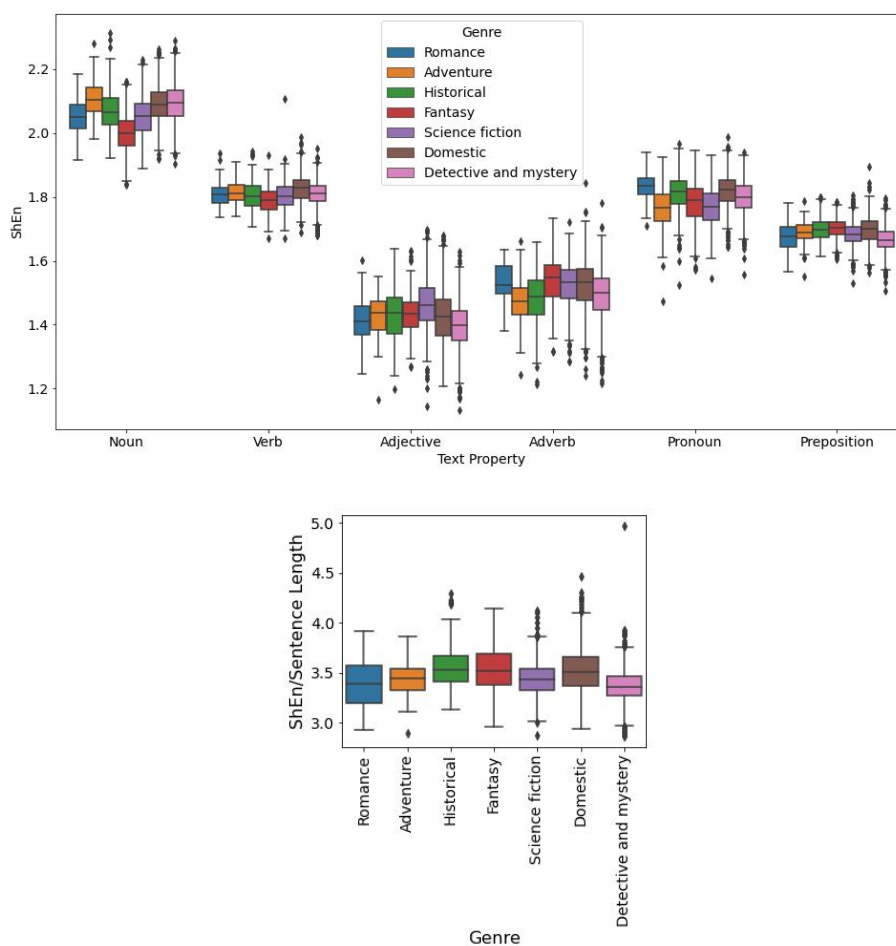 Genre
Romance
Adventure
Historical
Fantasy
Science fiction
Domestic
Detective and mystery
2.2
2.0
1.8
1.6
1.4
1.2
ShEn
Noun Verb Adjective Adverb Pronoun Preposition
Text Property
5.0
4.5
4.0
3.5
3.0
ShEn/Sentence Length
Romance
Adventure
Historical
Fantasy
Science fiction
Domestic
Detective and mystery
Genre